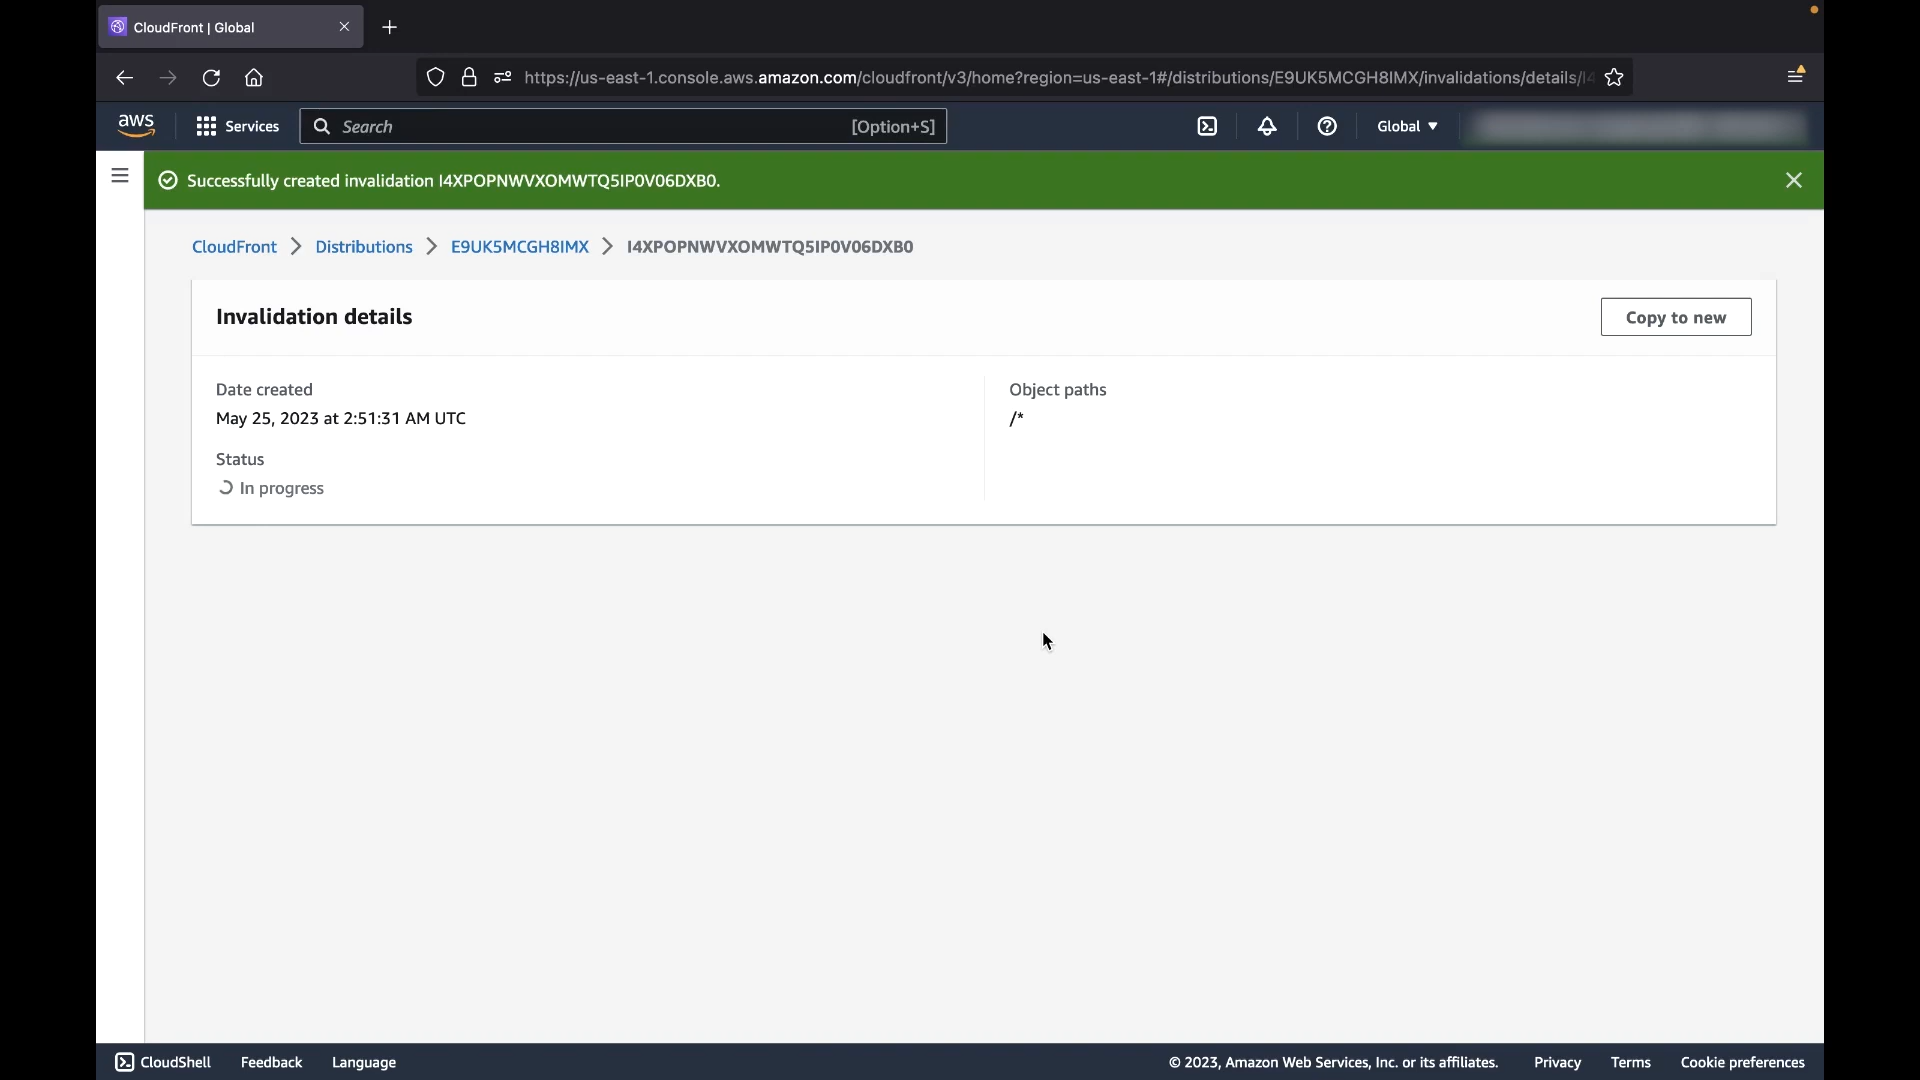 CloudFront | Global
https://us-east-1.console.aws.amazon.com/cloudfront/v3/home?region=us-east-1#/distributions/E9UK5MCGH8IMX/invalidations/details/I4
aws
Services
Search
[Option+S]
Global
Successfully created invalidation I4XPOPNWVXOMWTQ5IP0V06DXB0.
CloudFront
Distributions
E9UK5MCGH8IMX
I4XPOPNWVXOMWTQ5IP0V06DXB0
Invalidation details
Copy to new
Date created
May 25, 2023 at 2:51:31 AM UTC
Status
In progress
Object paths
/*
CloudShell
Feedback
Language
© 2023, Amazon Web Services, Inc. or its affiliates.
Privacy
Terms
Cookie preferences